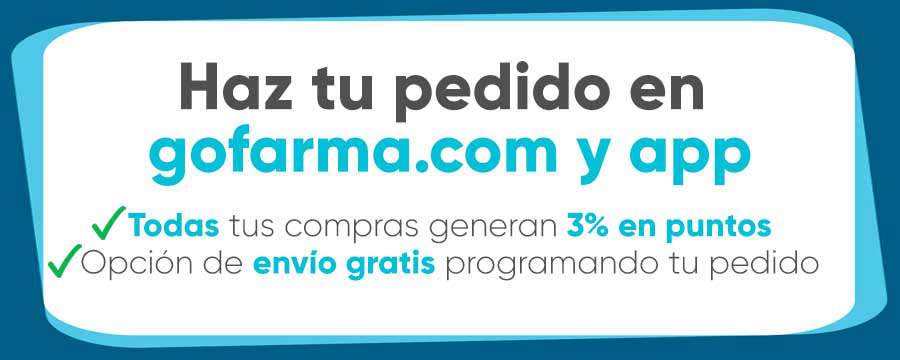 Haz tu pedido en
gofarma.com y app
Todas tus compras generan 3% en puntos
Opción de envío gratis programando tu pedido